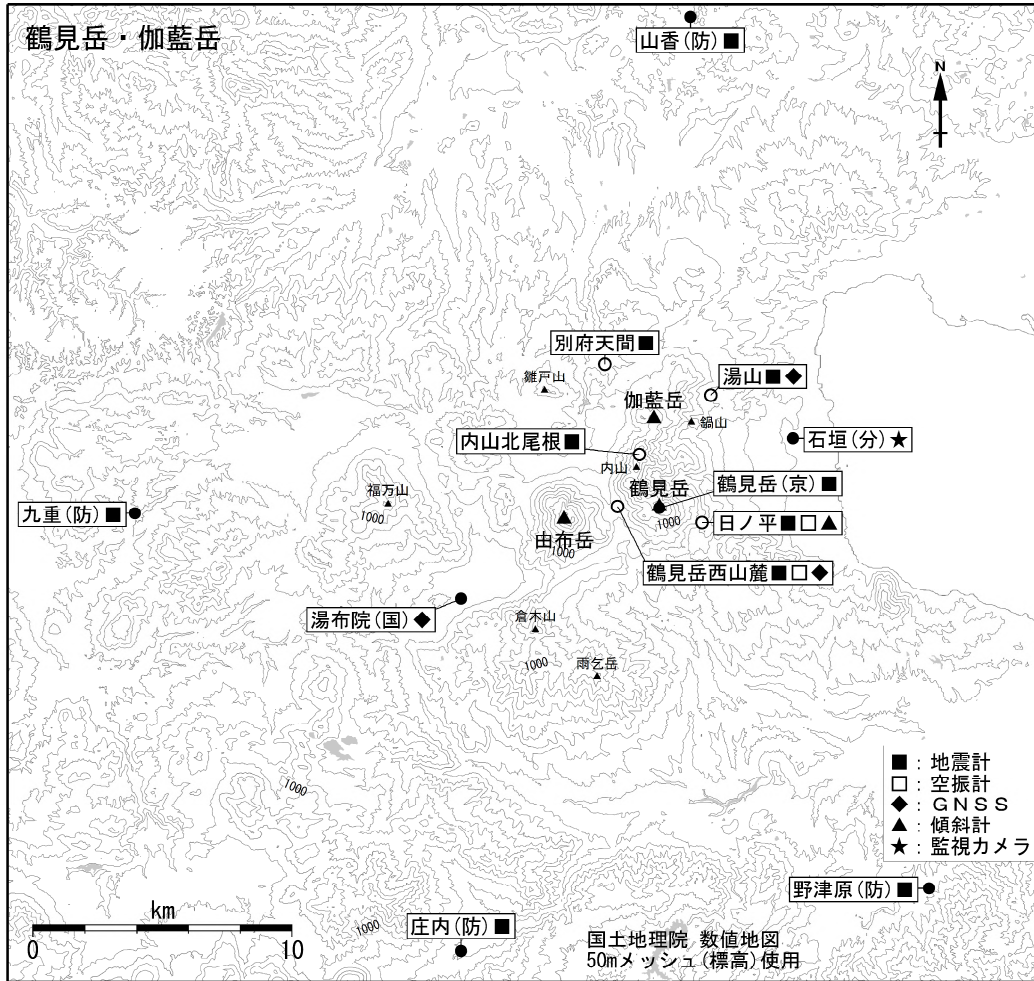 鶴見岳・伽藍岳
山香(防)■
N
別府天間■
雛戸山
湯山■◆
伽藍岳
鍋山
内山北尾根■
石垣(分)★
内山
福万山
鶴見岳
鶴見岳(京)■
九重(防)■
1000
1000
日ノ平■□▲
由布岳
1000
鶴見岳西山麓■□◆
湯布院(国)◆
倉木山
1000
雨乞岳
■：地震計
□：空振計
◆：ＧＮＳＳ
▲：傾斜計
★：監視カメラ
1000
野津原(防)■
km
0 10
1000
庄内(防)■
国土地理院 数値地図
50mメッシュ(標高)使用